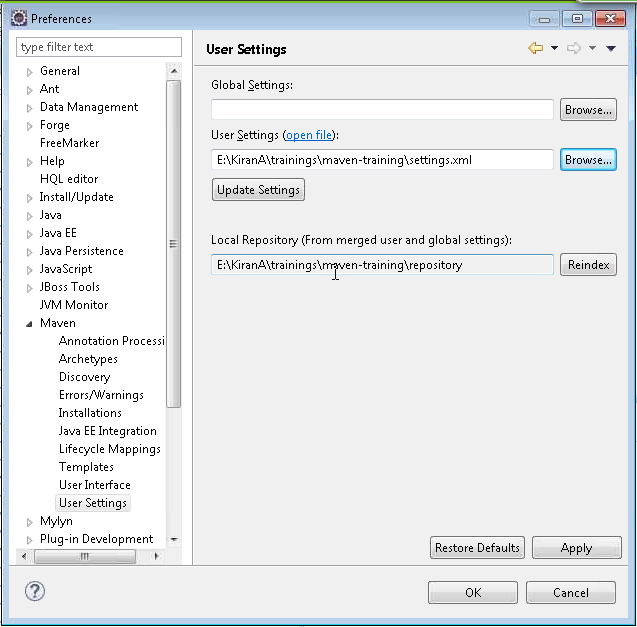 Preferences
type filter text
General
Ant
Data Management
Forge
FreeMarker
Help
HQL editor
Install/Update
Java
Java EE
Java Persistence
JavaScript
JBoss Tools
JVM Monitor
Maven
Annotation Processi
Archetypes
Discovery
Errors/Warnings
Installations
Java EE Integration
Lifecycle Mappings
Templates
User Interface
User Settings
Mylyn
Plug-in Development
User Settings
Global Settings:
Browse...
User Settings (open file):
E:\KiranA\trainings\maven-training\settings.xml
Browse...
Update Settings
Local Repository (From merged user and global settings):
E:\KiranA\trainings\maven-training\repository
Reindex
Restore Defaults
Apply
?
OK
Cancel